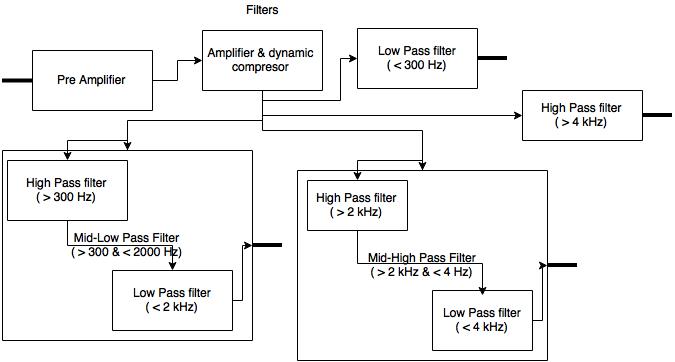 Filters
Pre Amplifier
Amplifier & dynamic
compresor
Low Pass filter
( < 300 Hz)
High Pass filter
( > 4 kHz)
High Pass filter
( > 300 Hz)
Mid-Low Pass Filter
( > 300 & < 2000 Hz)
Low Pass filter
( < 2 kHz)
High Pass filter
( > 2 kHz)
Mid-High Pass Filter
( > 2 kHz & < 4 Hz)
Low Pass filter
( < 4 kHz)